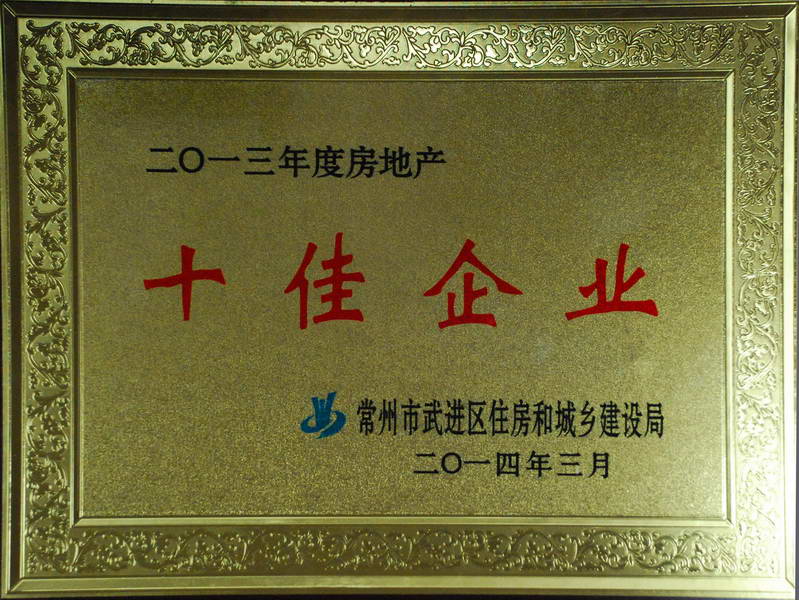 二〇一三年度房地产
十佳企业
常州市武进区住房和城乡建设局
二〇一四年三月